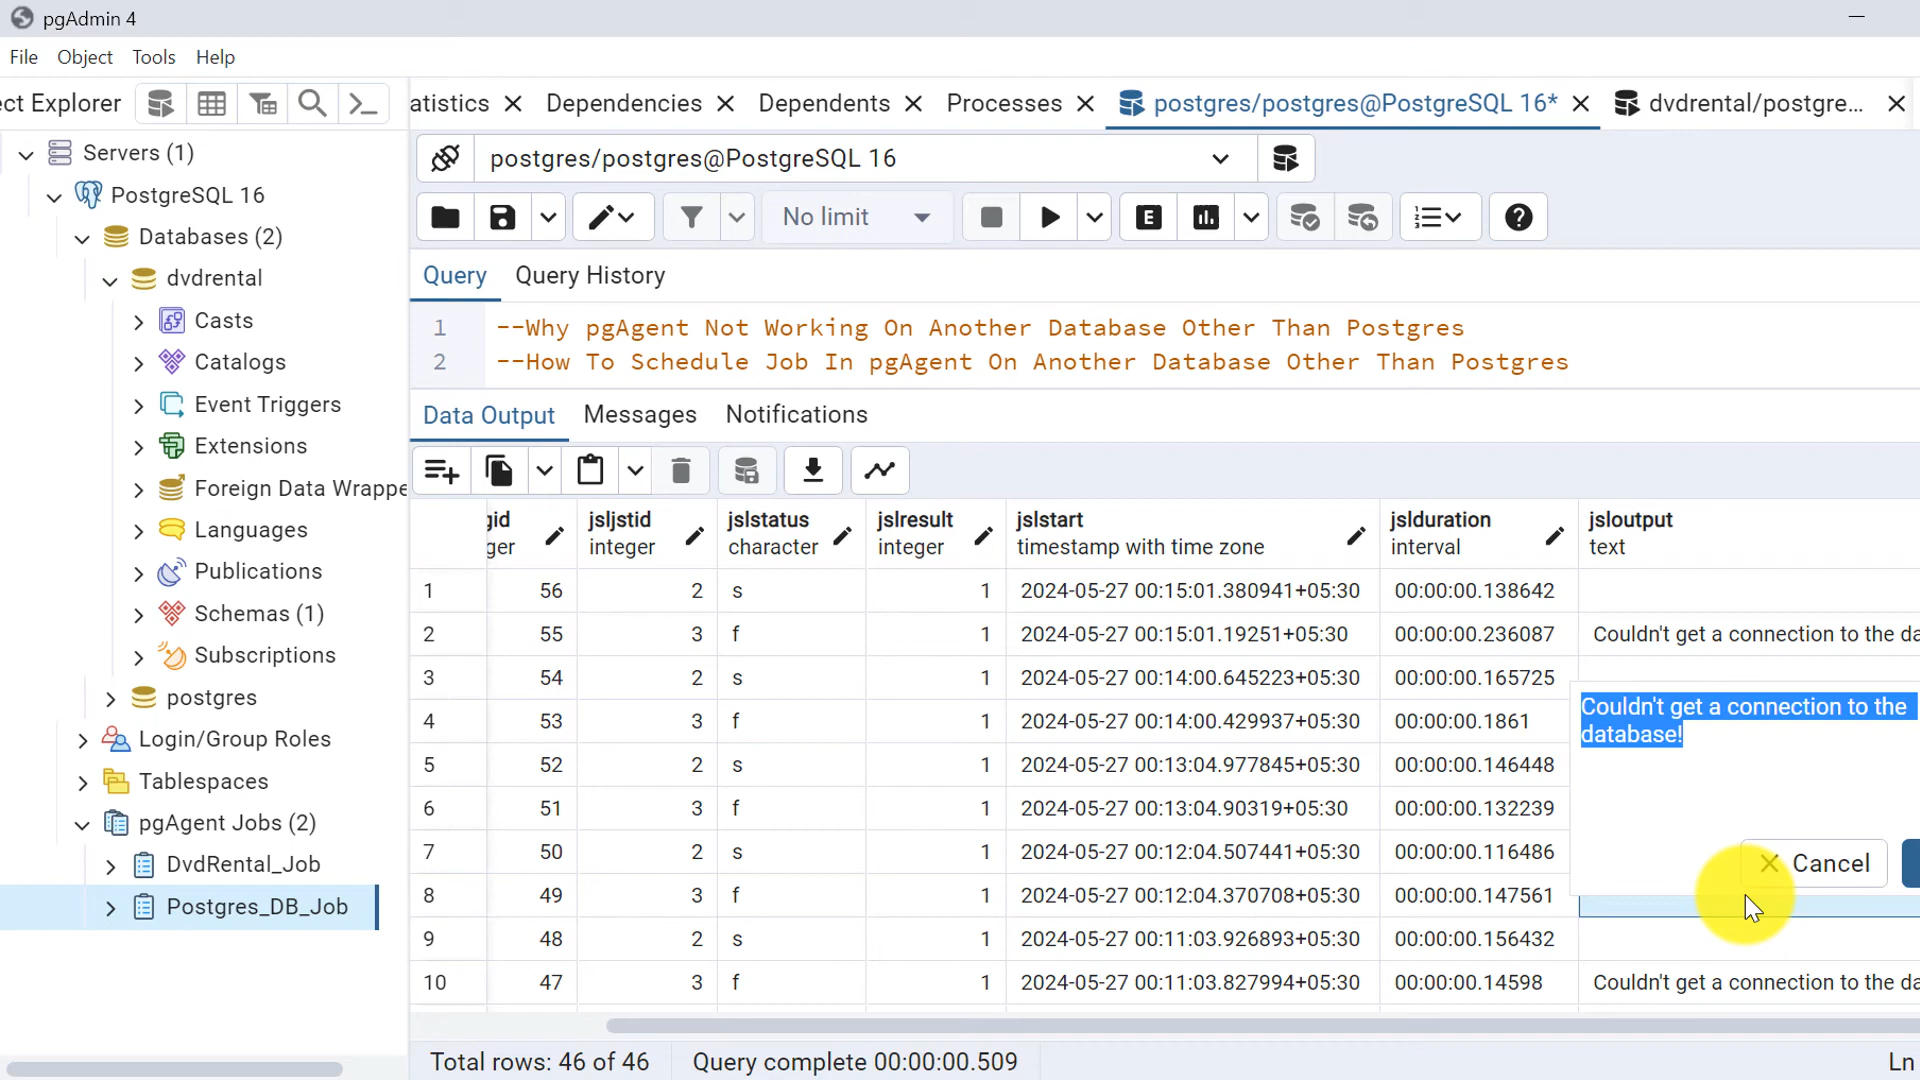 pgAdmin 4
File Object Tools Help
ect Explorer
atistics Dependencies Dependents Processes postgres/postgres@PostgreSQL 16* dvdrental/postgre...
Servers (1)
PostgreSQL 16
Databases (2)
dvdrental
Casts
Catalogs
Event Triggers
Extensions
Foreign Data Wrappe
Languages
Publications
Schemas (1)
Subscriptions
postgres
Login/Group Roles
Tablespaces
pgAgent Jobs (2)
DvdRental_Job
Postgres_DB_Job
postgres/postgres@PostgreSQL 16
No limit E
Query Query History
1 --Why pgAgent Not Working On Another Database Other Than Postgres
2 --How To Schedule Job In pgAgent On Another Database Other Than Postgres
Data Output Messages Notifications
gid jsljstid jslstatus jslresult jslstart jslduration jsloutput
ger integer character integer timestamp with time zone interval text
1 56 2 s 1 2024-05-27 00:15:01.380941+05:30 00:00:00.138642
2 55 3 f 1 2024-05-27 00:15:01.19251+05:30 00:00:00.236087 Couldn't get a connection to the da
3 54 2 s 1 2024-05-27 00:14:00.645223+05:30 00:00:00.165725
4 53 3 f 1 2024-05-27 00:14:00.429937+05:30 00:00:00.1861
5 52 2 s 1 2024-05-27 00:13:04.977845+05:30 00:00:00.146448
6 51 3 f 1 2024-05-27 00:13:04.90319+05:30 00:00:00.132239
7 50 2 s 1 2024-05-27 00:12:04.507441+05:30 00:00:00.116486
8 49 3 f 1 2024-05-27 00:12:04.370708+05:30 00:00:00.147561
9 48 2 s 1 2024-05-27 00:11:03.926893+05:30 00:00:00.156432
10 47 3 f 1 2024-05-27 00:11:03.827994+05:30 00:00:00.14598 Couldn't get a connection to the da
Couldn't get a connection to the
database!
Cancel
Total rows: 46 of 46 Query complete 00:00:00.509 Ln